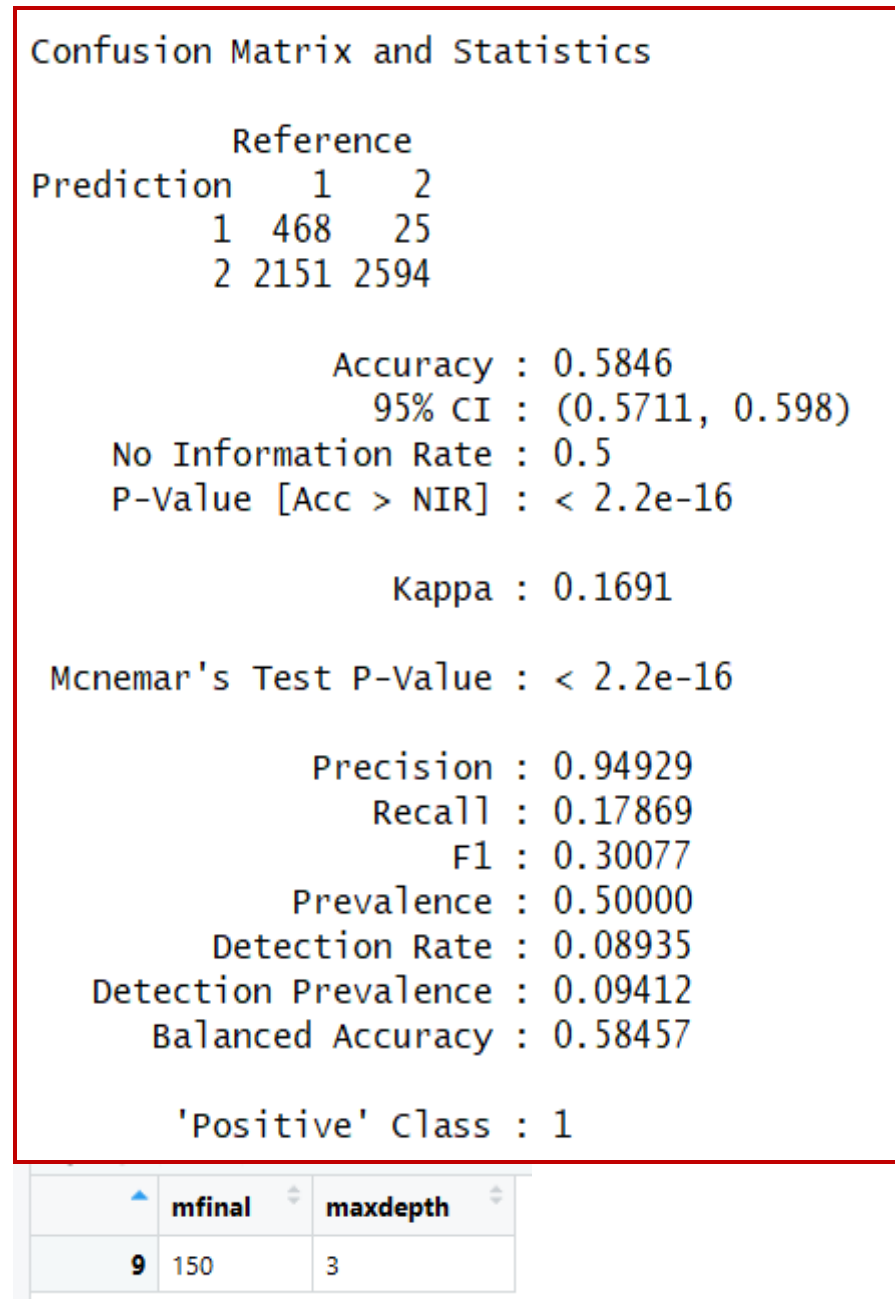 Confusion Matrix and Statistics
Reference
Prediction 1 2
1 468 25
2 2151 2594
Accuracy : 0.5846
95% CI : (0.5711, 0.598)
No Information Rate : 0.5
P-Value [Acc > NIR] : < 2.2e-16
Kappa : 0.1691
Mcnemar's Test P-Value : < 2.2e-16
Precision : 0.94929
Recall : 0.17869
F1 : 0.30077
Prevalence : 0.50000
Detection Rate : 0.08935
Detection Prevalence : 0.09412
Balanced Accuracy : 0.58457
'Positive' Class : 1
mfinal maxdepth
9 150 3